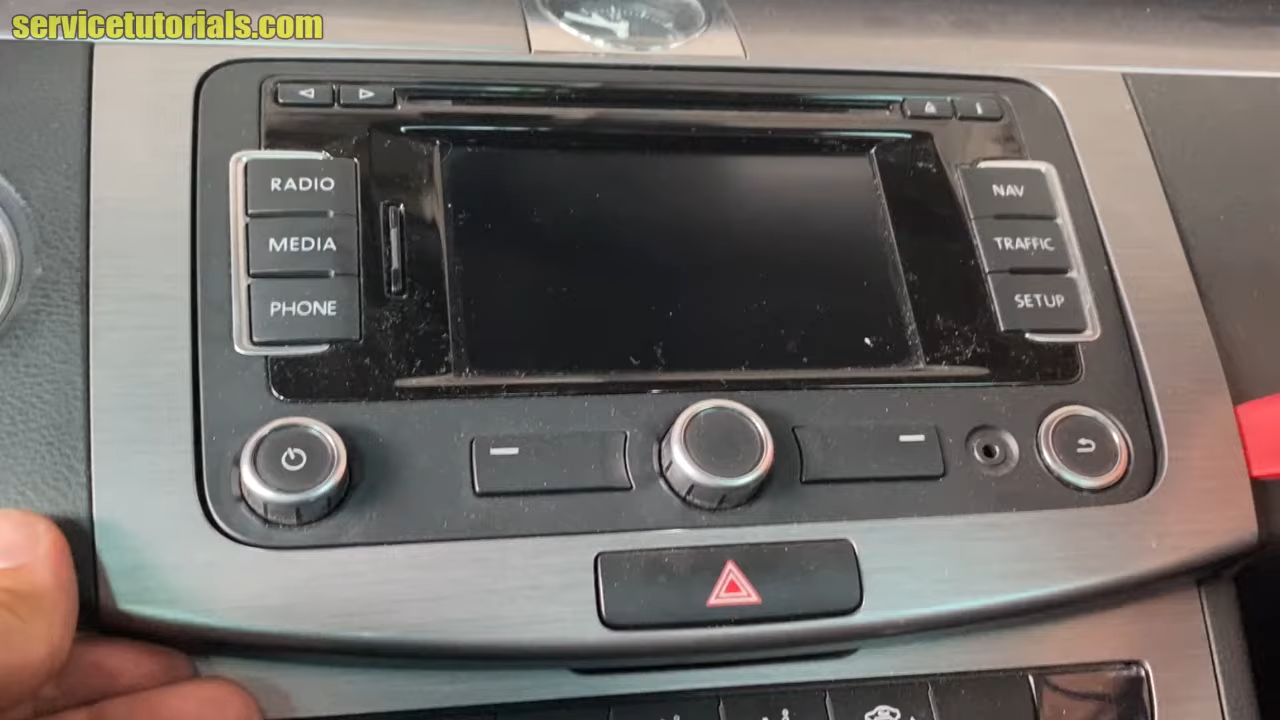 servicetutorials.com
RADIO
NAV
MEDIA
TRAFFIC
PHONE
SETUP